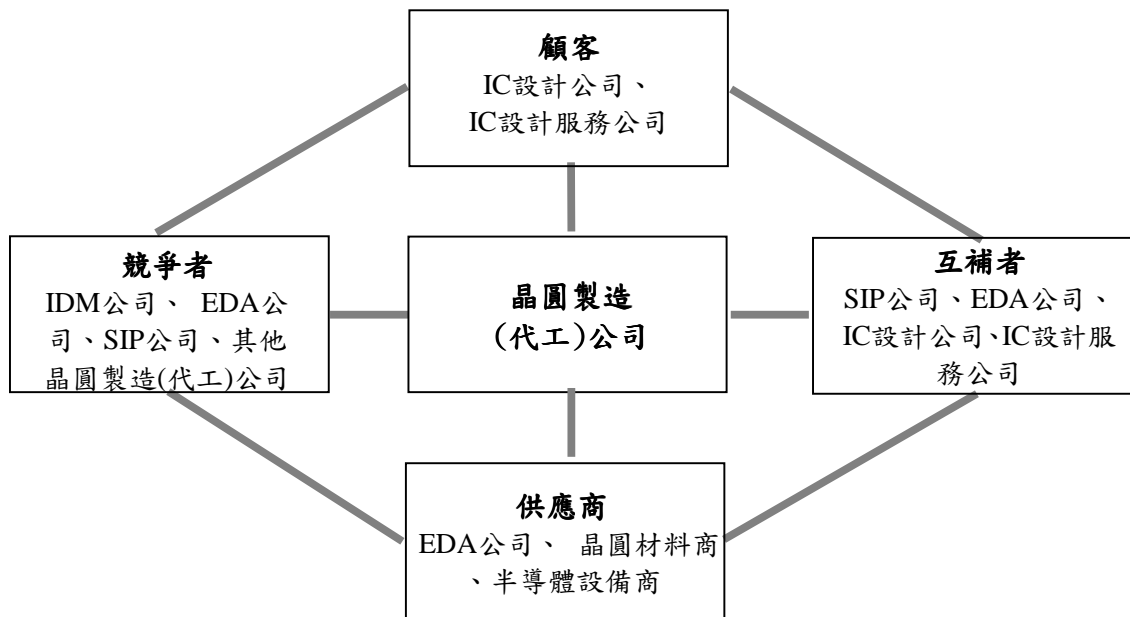 顧客
IC設計公司、
IC設計服務公司
競爭者
IDM公司、 EDA公
司、SIP公司、其他
晶圓製造(代工)公司
晶圓製造
(代工)公司
互補者
SIP公司、EDA公司、
IC設計公司、IC設計服
務公司
供應商
EDA公司、 晶圓材料商
、半導體設備商